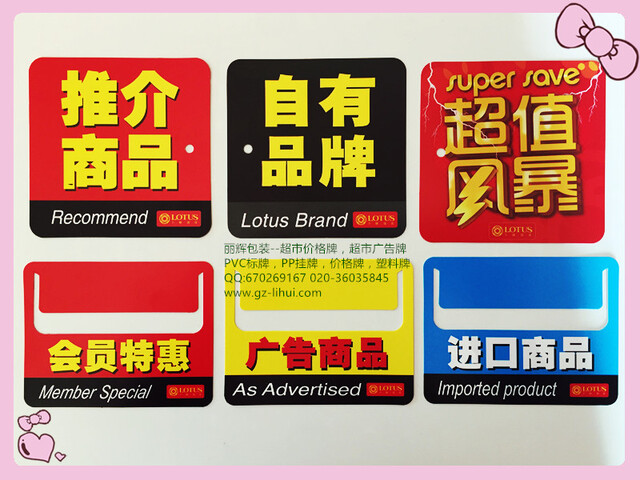 推介
商品
Recommend
LOTUS
自有
品牌
Lotus Brand
LOTUS
super save
超值
风暴
LOTUS
丽辉包装--超市价格牌，超市广告牌
PVC标牌，PP挂牌，价格牌，塑料牌
QQ:670269167 020-36035845
www.gz-lihui.com
会员特惠
Member Special
LOTUS
广告商品
As Advertised
LOTUS
进口商品
Imported product
LOTUS